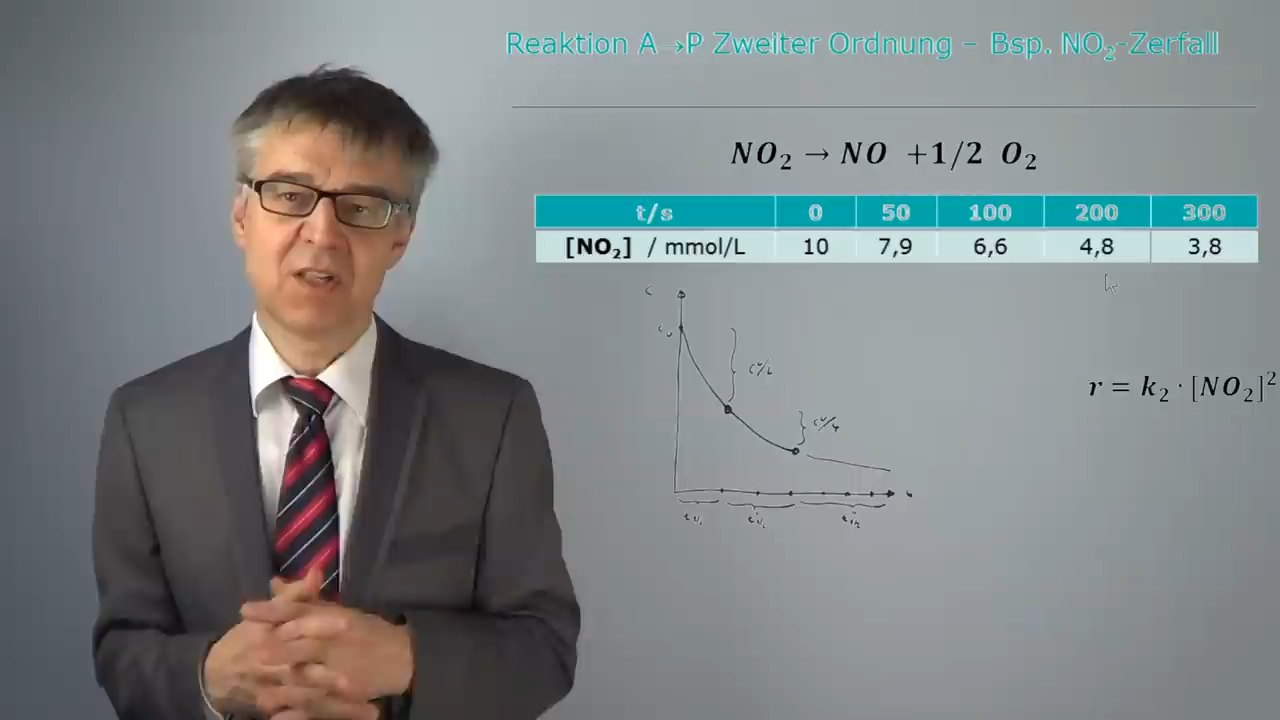 Reaktion A→P Zweiter Ordnung – Bsp. NO₂-Zerfall
NO₂ → NO +1/2 O₂
t/s 0 50 100 200 300
[NO₂] / mmol/L 10 7,9 6,6 4,8 3,8
c
c₀
r = k₂ · [NO₂]²